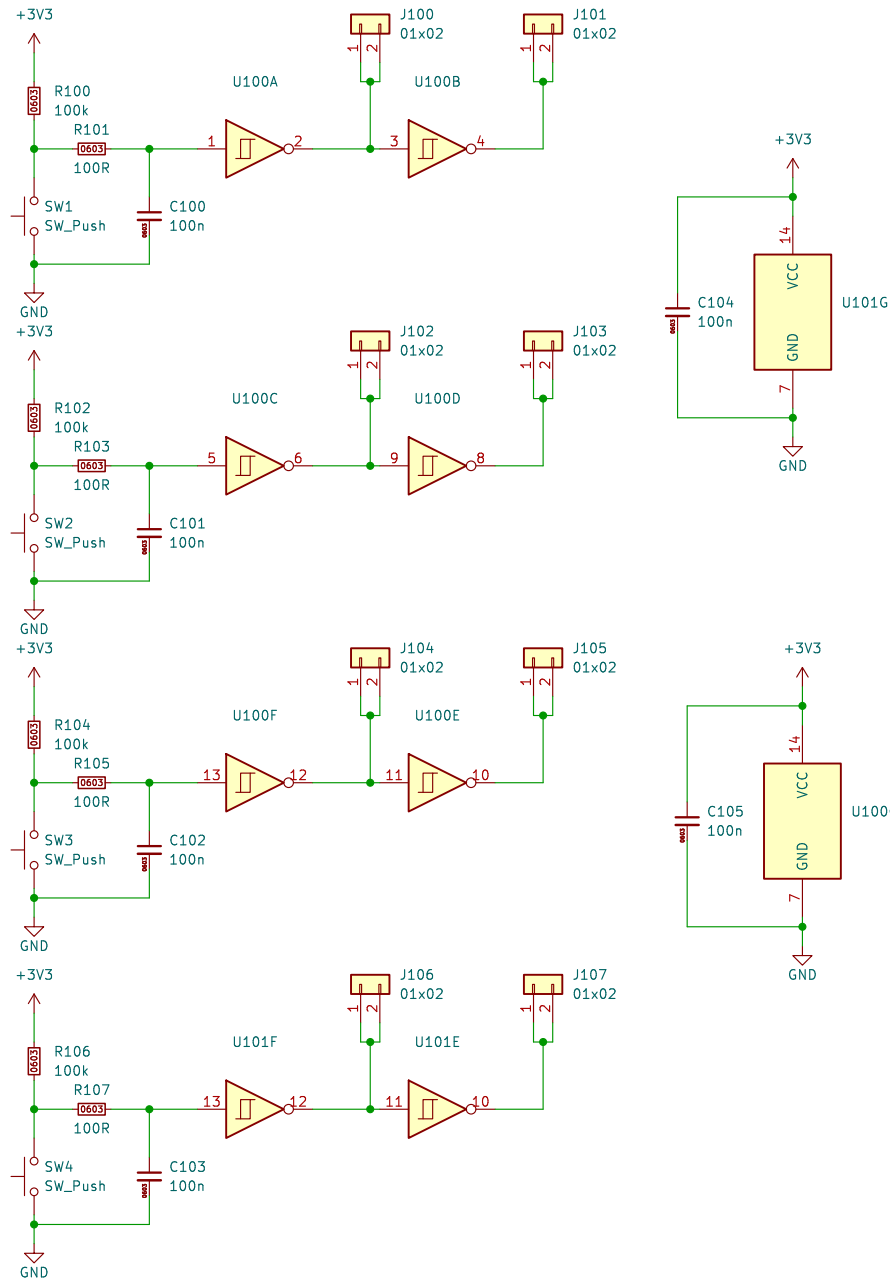 +3V3
J100
01x02
1
2
J101
01x02
1
2
U100A
U100B
0603
R100
100k
R101
0603
100R
1
2
3
4
SW1
SW_Push
C100
100n
0603
GND
+3V3
14
VCC
GND
7
U101G
C104
100n
0603
GND
+3V3
J102
01x02
1
2
J103
01x02
1
2
U100C
U100D
0603
R102
100k
R103
0603
100R
5
6
9
8
SW2
SW_Push
C101
100n
0603
GND
+3V3
J104
01x02
1
2
J105
01x02
1
2
U100F
U100E
0603
R104
100k
R105
0603
100R
13
12
11
10
SW3
SW_Push
C102
100n
0603
GND
+3V3
14
VCC
GND
7
U100
C105
100n
0603
GND
+3V3
J106
01x02
1
2
J107
01x02
1
2
U101F
U101E
0603
R106
100k
R107
0603
100R
13
12
11
10
SW4
SW_Push
C103
100n
0603
GND